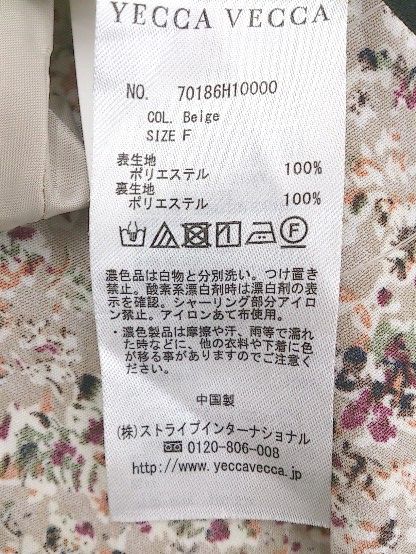 YECCA VECCA
NO. 70186H10000
COL. Beige
SIZE F
表生地
ポリエステル 100%
裏生地
ポリエステル 100%
濃色品は白物と分別洗い。つけ置き
禁止。酸素系漂白剤時は漂白剤の表
示を確認。シャーリング部分アイロ
ン禁止。アイロンあて布使用。
・濃色製品は摩擦や汗、雨等で濡れ
た時などに、他の衣料や下着に色
が移る事がありますのでご注意く
ださい。
中国製
(株)ストライプインターナショナル
0120-806-008
http://www.yeccavecca.jp/